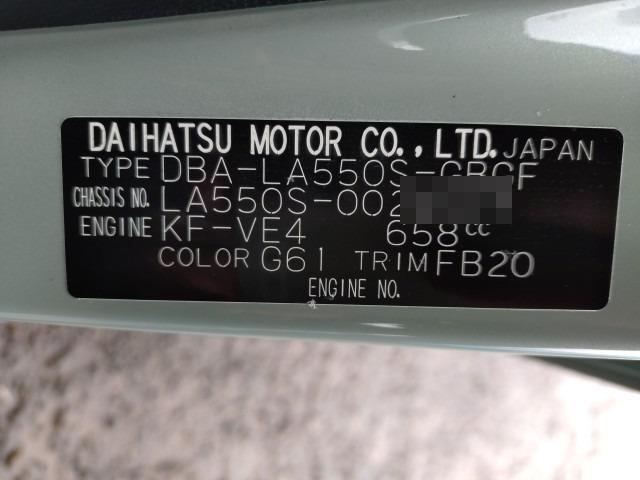 DAIHATSU MOTOR CO., LTD. JAPAN
TYPE DBA-LA550S-GBGF
CHASSIS NO. LA550S-002
ENGINE KF-VE4 658cc
COLOR G61 TRIM FB20
ENGINE NO.